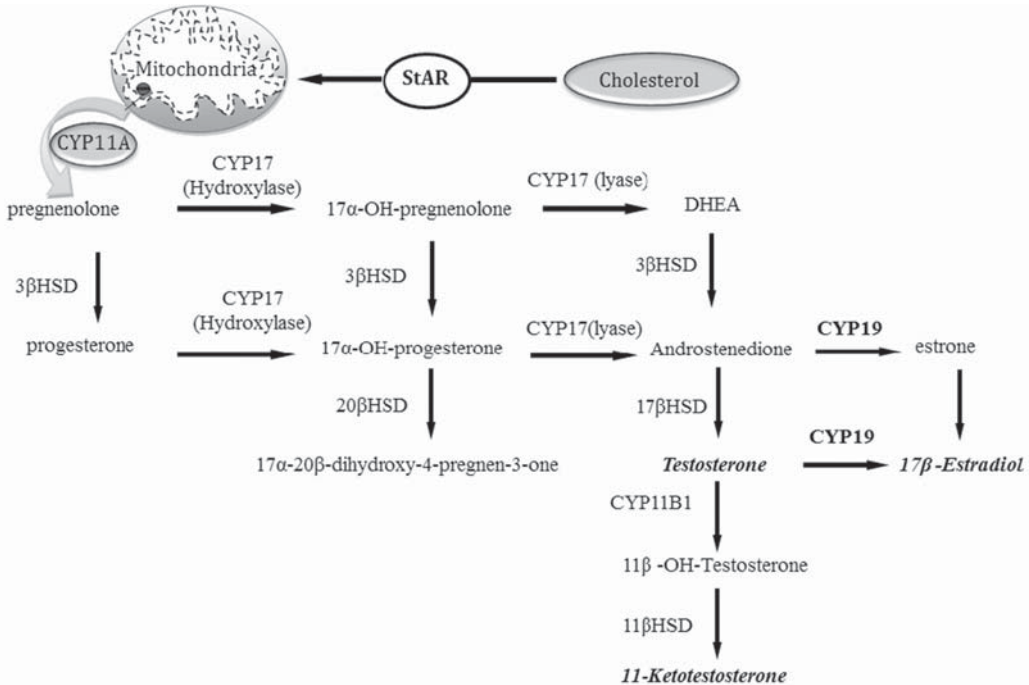 Mitochondria
StAR
Cholesterol
CYP11A
CYP17
(Hydroxylase)
CYP17 (lyase)
pregnenolone
17α-OH-pregnenolone
DHEA
3βHSD
3βHSD
3βHSD
CYP17
(Hydroxylase)
CYP17(lyase)
CYP19
progesterone
17α-OH-progesterone
Androstenedione
estrone
20βHSD
17βHSD
CYP19
17α-20β-dihydroxy-4-pregnen-3-one
Testosterone
17β -Estradiol
CYP11B1
11β -OH-Testosterone
11βHSD
11-Ketotestosterone